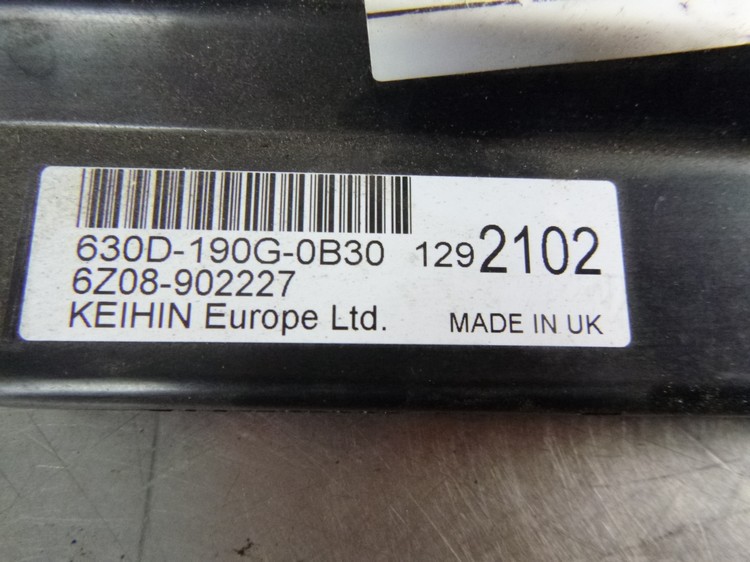 630D-190G-0B30 129 2102
6Z08-902227
KEIHIN Europe Ltd. MADE IN UK